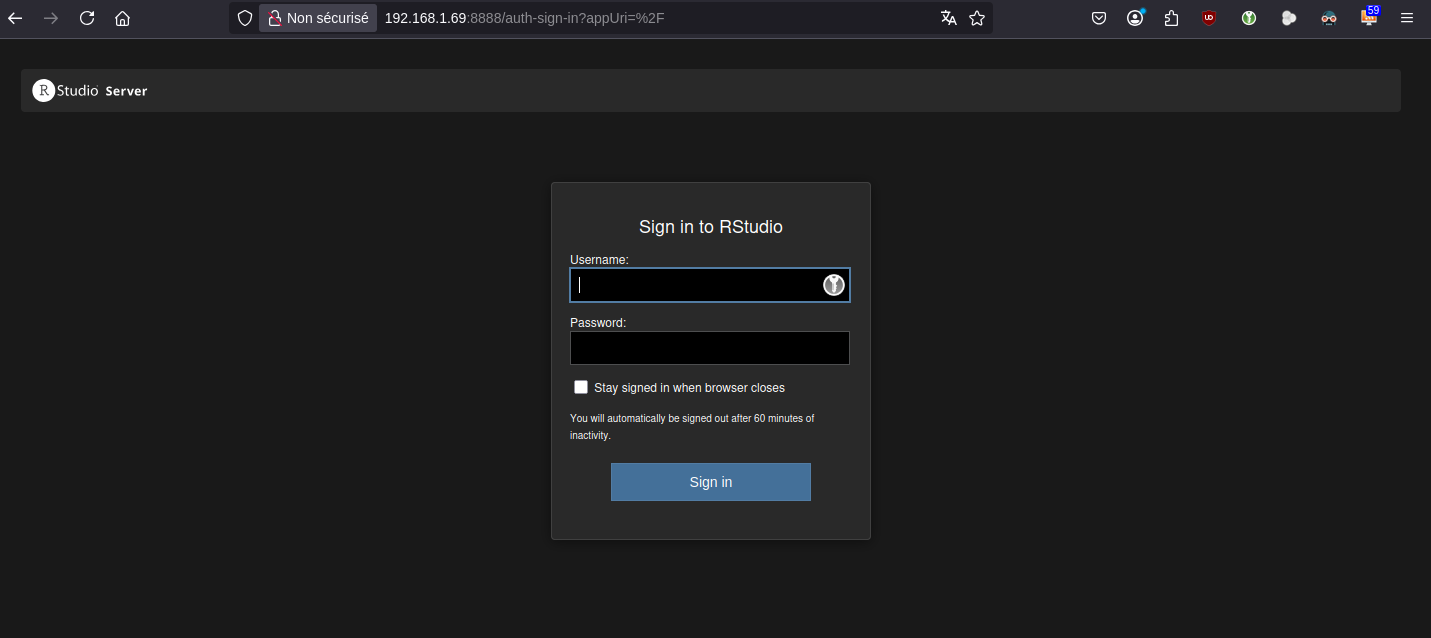 Non sécurisé 192.168.1.69:8888/auth-sign-in?appUri=%2F
59
R Studio Server
Sign in to RStudio
Username:
Password:
Stay signed in when browser closes
You will automatically be signed out after 60 minutes of
inactivity.
Sign in